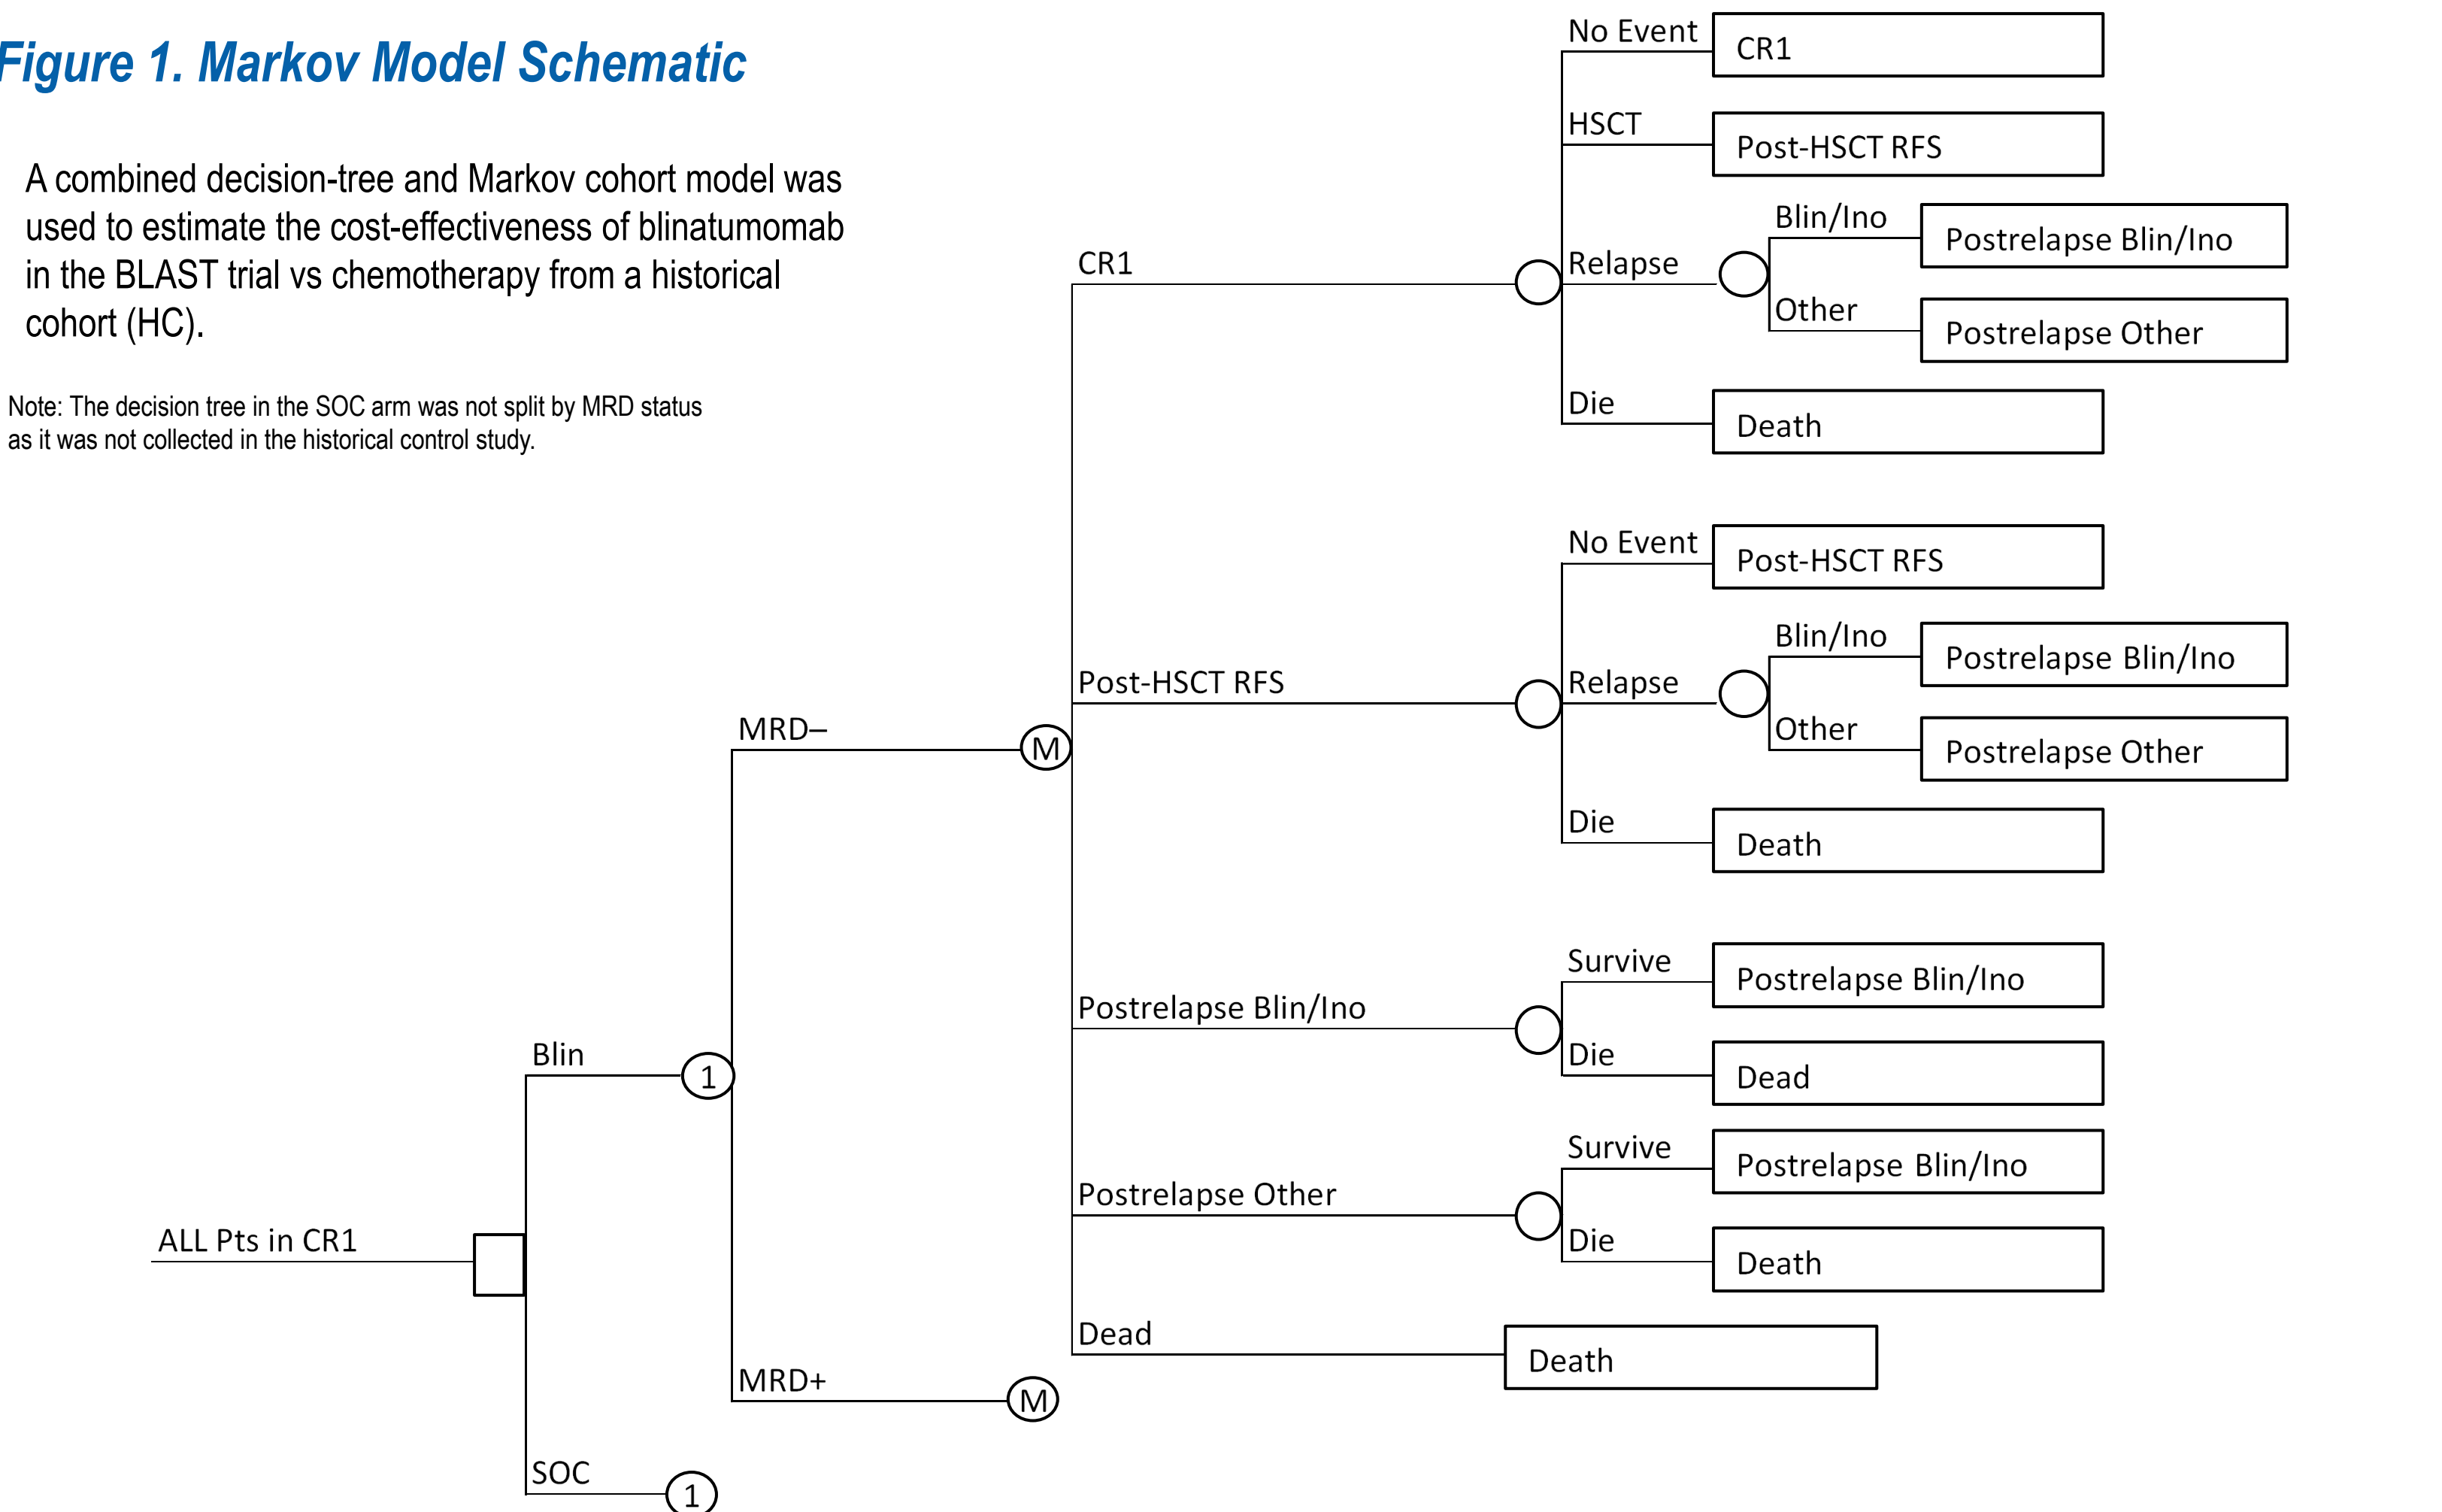 Figure 1. Markov Model Schematic
A combined decision-tree and Markov cohort model was
used to estimate the cost-effectiveness of blinatumomab
in the BLAST trial vs chemotherapy from a historical
cohort (HC).
Note: The decision tree in the SOC arm was not split by MRD status
as it was not collected in the historical control study.
ALL Pts in CR1
Blin
1
SOC
1
MRD–
M
MRD+
M
CR1
No Event
CR1
HSCT
Post-HSCT RFS
Relapse
Blin/Ino
Postrelapse Blin/Ino
Other
Postrelapse Other
Die
Death
Post-HSCT RFS
No Event
Post-HSCT RFS
Relapse
Blin/Ino
Postrelapse Blin/Ino
Other
Postrelapse Other
Die
Death
Postrelapse Blin/Ino
Survive
Postrelapse Blin/Ino
Die
Dead
Postrelapse Other
Survive
Postrelapse Blin/Ino
Die
Death
Dead
Death